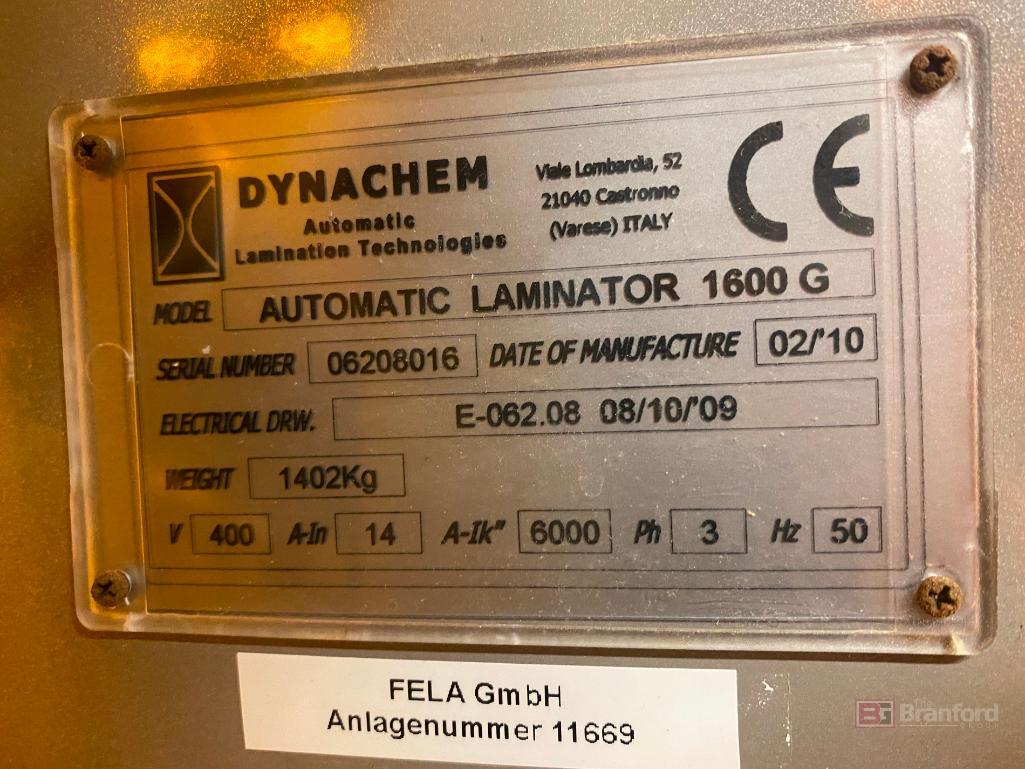 DYNACHEM
Automatic
Lamination Technologies
Viale Lombardia, 52
21040 Castronno
(Varese) ITALY
CE
MODEL AUTOMATIC LAMINATOR 1600 G
SERIAL NUMBER 06208016 DATE OF MANUFACTURE 02/'10
ELECTRICAL DRW. E-062.08 08/10/'09
WEIGHT 1402Kg
V 400 A-In 14 A-Ik" 6000 Ph 3 Hz 50
FELA GmbH
Anlagenummer 11669
BG The Branford